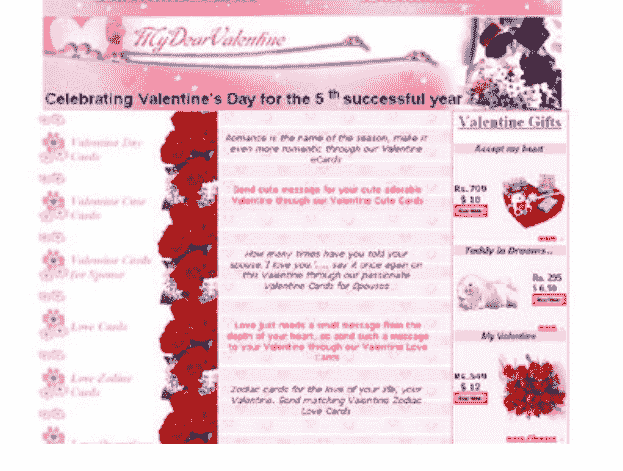 MyDearValentine
Celebrating Valentine's Day for the 5 th successful year
Valentine Day
Cards
Valentine Cute
Cards
Valentine Cards
for Spouse
Love Cards
Love Zodiac
Cards
Romance is the name of the season, make it
even more romantic through our Valentine
eCards
Send cute message for your cute adorable
Valentine through our Valentine Cute Cards
How many times have you told your
spouse, I love you'! ... say it once again on
this Valentine through our passionate
Valentine Cards for Spouses
Love just needs a small message from the
depth of your heart, so send such a message
to your Valentine through our Valentine Love
Cards
Zodiac cards for the love of your life, your
Valentine. Send matching Valentine Zodiac
Love Cards
Valentine Gifts
Accept my heart
Rs. 700
$ 10
Teddy In Dreams...
Rs. 295
$ 6.50
My Valentine
Rs. 549
$ 12